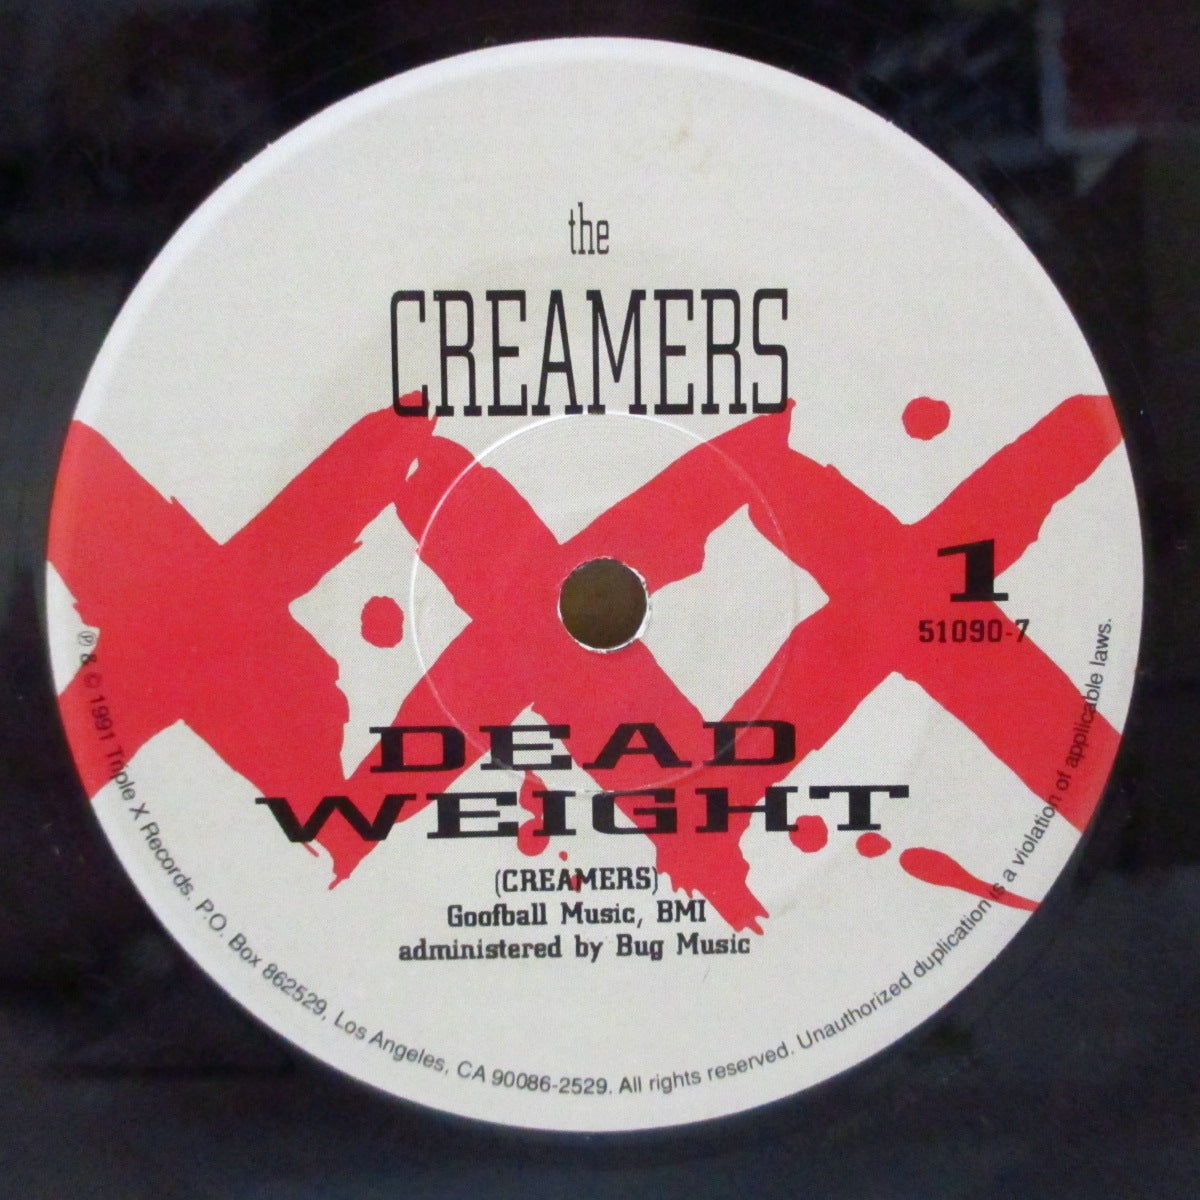 the
CREAMERS
1
51090-7
DEAD
WEIGHT
(CREAMERS)
Goofball Music, BMI
administered by Bug Music
℗ & © 1991 Triple X Records. P.O. Box 862529, Los Angeles, CA 90086-2529. All rights reserved. Unauthorized duplication is a violation of applicable laws.